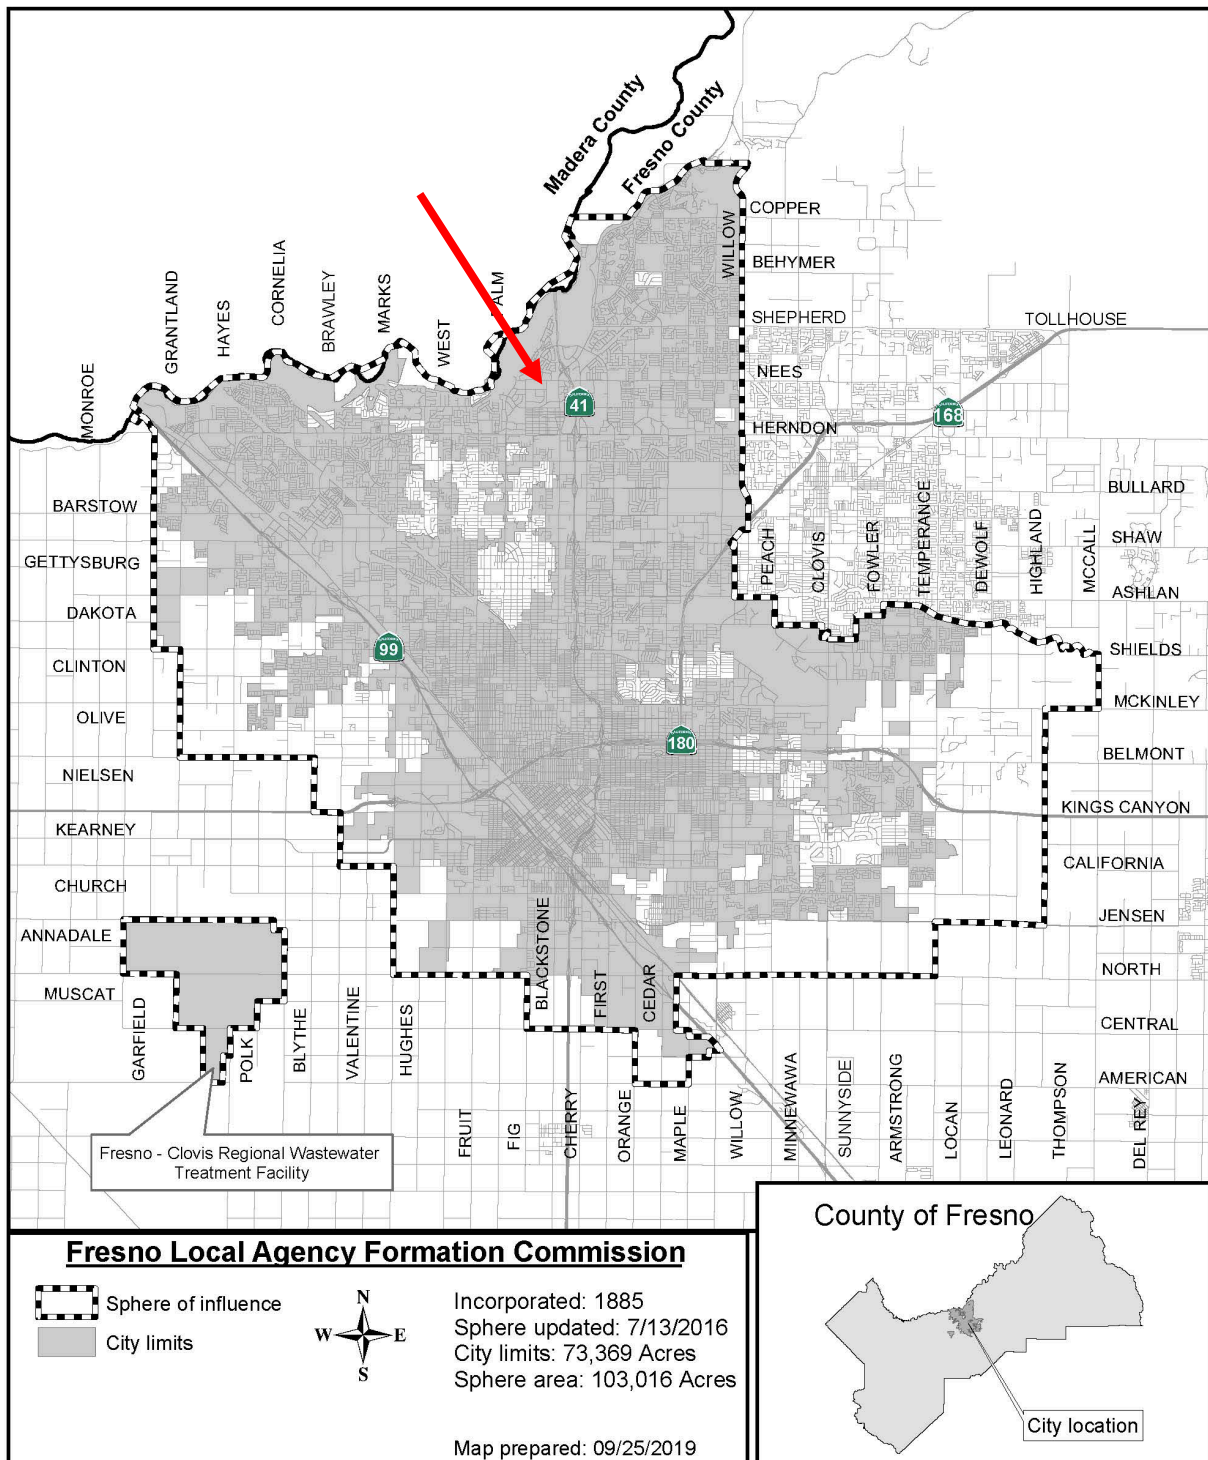 Madera County
Fresno County
MONROE
GRANTLAND
HAYES
CORNELIA
BRAWLEY
MARKS
WEST
WILLOW
COPPER
BEHYMER
SHEPHERD
TOLLHOUSE
NEES
HERNDON
41
168
BARSTOW
GETTYSBURG
DAKOTA
CLINTON
OLIVE
NIELSEN
KEARNEY
CHURCH
ANNADALE
MUSCAT
99
180
PEACH
CLOVIS
FOWLER
TEMPERANCE
DEWOLF
HIGHLAND
MCCALL
BULLARD
SHAW
ASHLAN
SHIELDS
MCKINLEY
BELMONT
KINGS CANYON
CALIFORNIA
JENSEN
NORTH
CENTRAL
AMERICAN
GARFIELD
POLK
BLYTHE
VALENTINE
HUGHES
BLACKSTONE
FIRST
CEDAR
FRUIT
FIG
CHERRY
ORANGE
MAPLE
WILLOW
MINNEWAWA
SUNNYSIDE
ARMSTRONG
LOCAN
LEONARD
THOMPSON
DEL REY
Fresno - Clovis Regional Wastewater
Treatment Facility
Fresno Local Agency Formation Commission
Sphere of influence
City limits
N
W E
S
Incorporated: 1885
Sphere updated: 7/13/2016
City limits: 73,369 Acres
Sphere area: 103,016 Acres
Map prepared: 09/25/2019
County of Fresno
City location